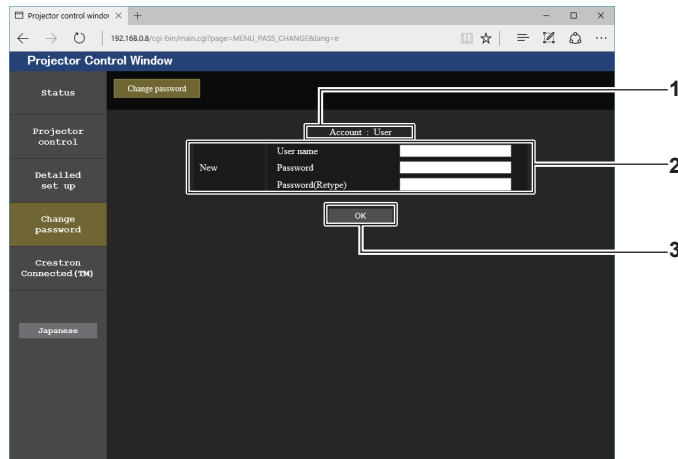 Projector control windo
192.168.0.8/cgi-bin/main.cgi?page=MENU_PASS_CHANGE&lang=e
Projector Control Window
Status
Change password
1
Projector
control
Account : User
User name
New
Password
2
Password(Retype)
Detailed
set up
Change
password
OK
3
Crestron
Connected(TM)
Japanese